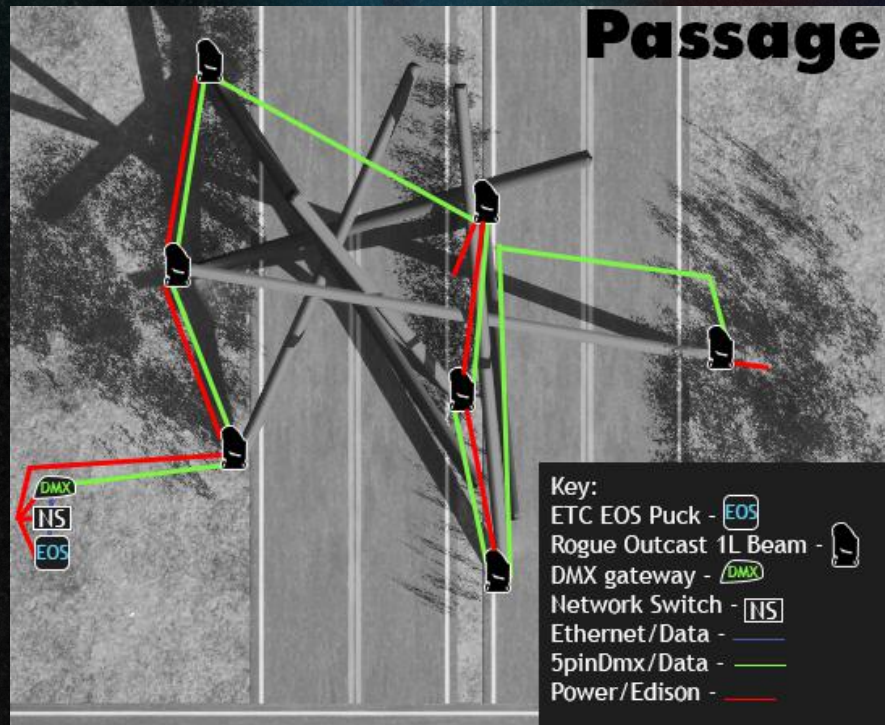 Passage
DMX
NS
EOS
Key:
ETC EOS Puck - EOS
Rogue Outcast 1L Beam -
DMX gateway - DMX
Network Switch - NS
Ethernet/Data -
5pinDmx/Data -
Power/Edison -